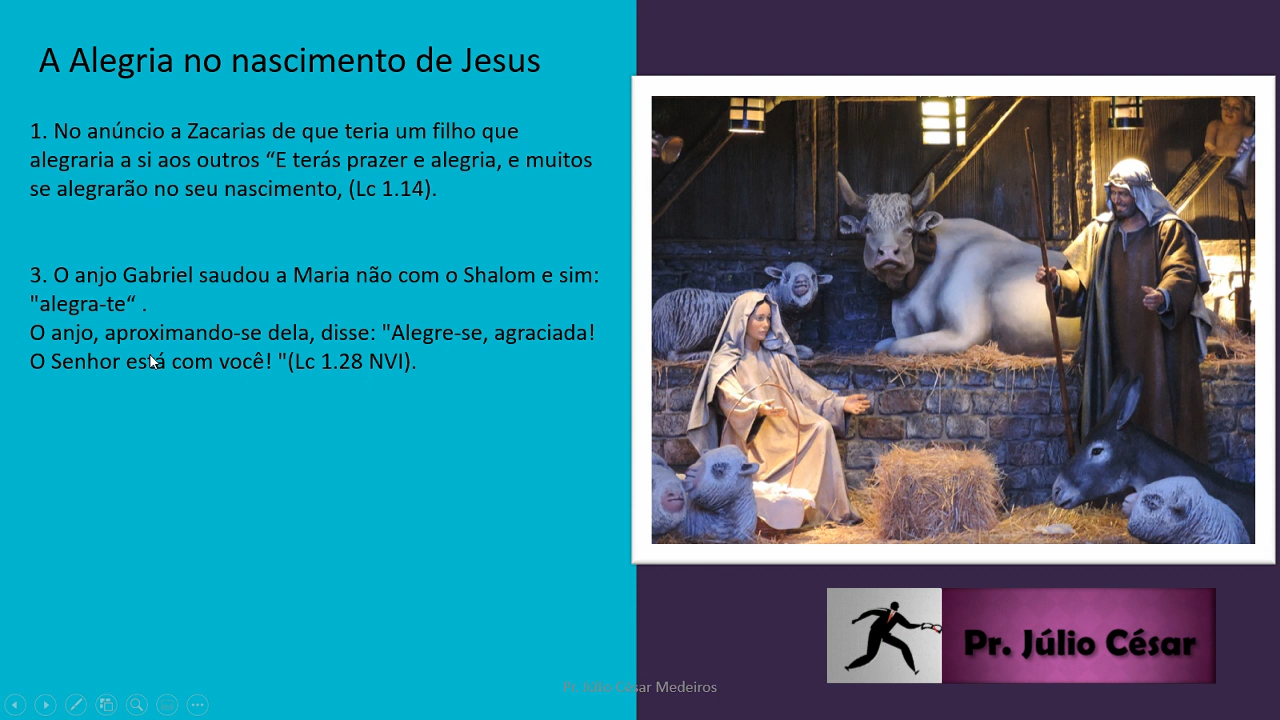 A Alegria no nascimento de Jesus
1. No anúncio a Zacarias de que teria um filho que
alegraria a si aos outros “E terás prazer e alegria, e muitos
se alegrarão no seu nascimento, (Lc 1.14).
3. O anjo Gabriel saudou a Maria não com o Shalom e sim:
"alegra-te“ .
O anjo, aproximando-se dela, disse: "Alegre-se, agraciada!
O Senhor está com você! "(Lc 1.28 NVI).
Pr. Júlio César
Pr. Júlio César Medeiros